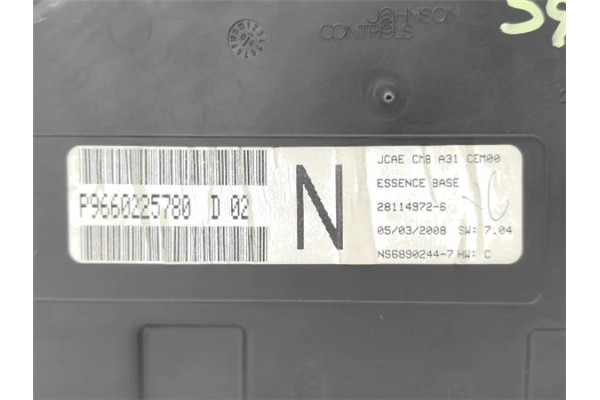 JOHNSON
CONTROLS
P9660225780 D 02
N
JCAE CMB A31 CEM00
ESSENCE BASE
28114972-6
05/03/2008 SW: 7.04
NS6890244-7 HW: C